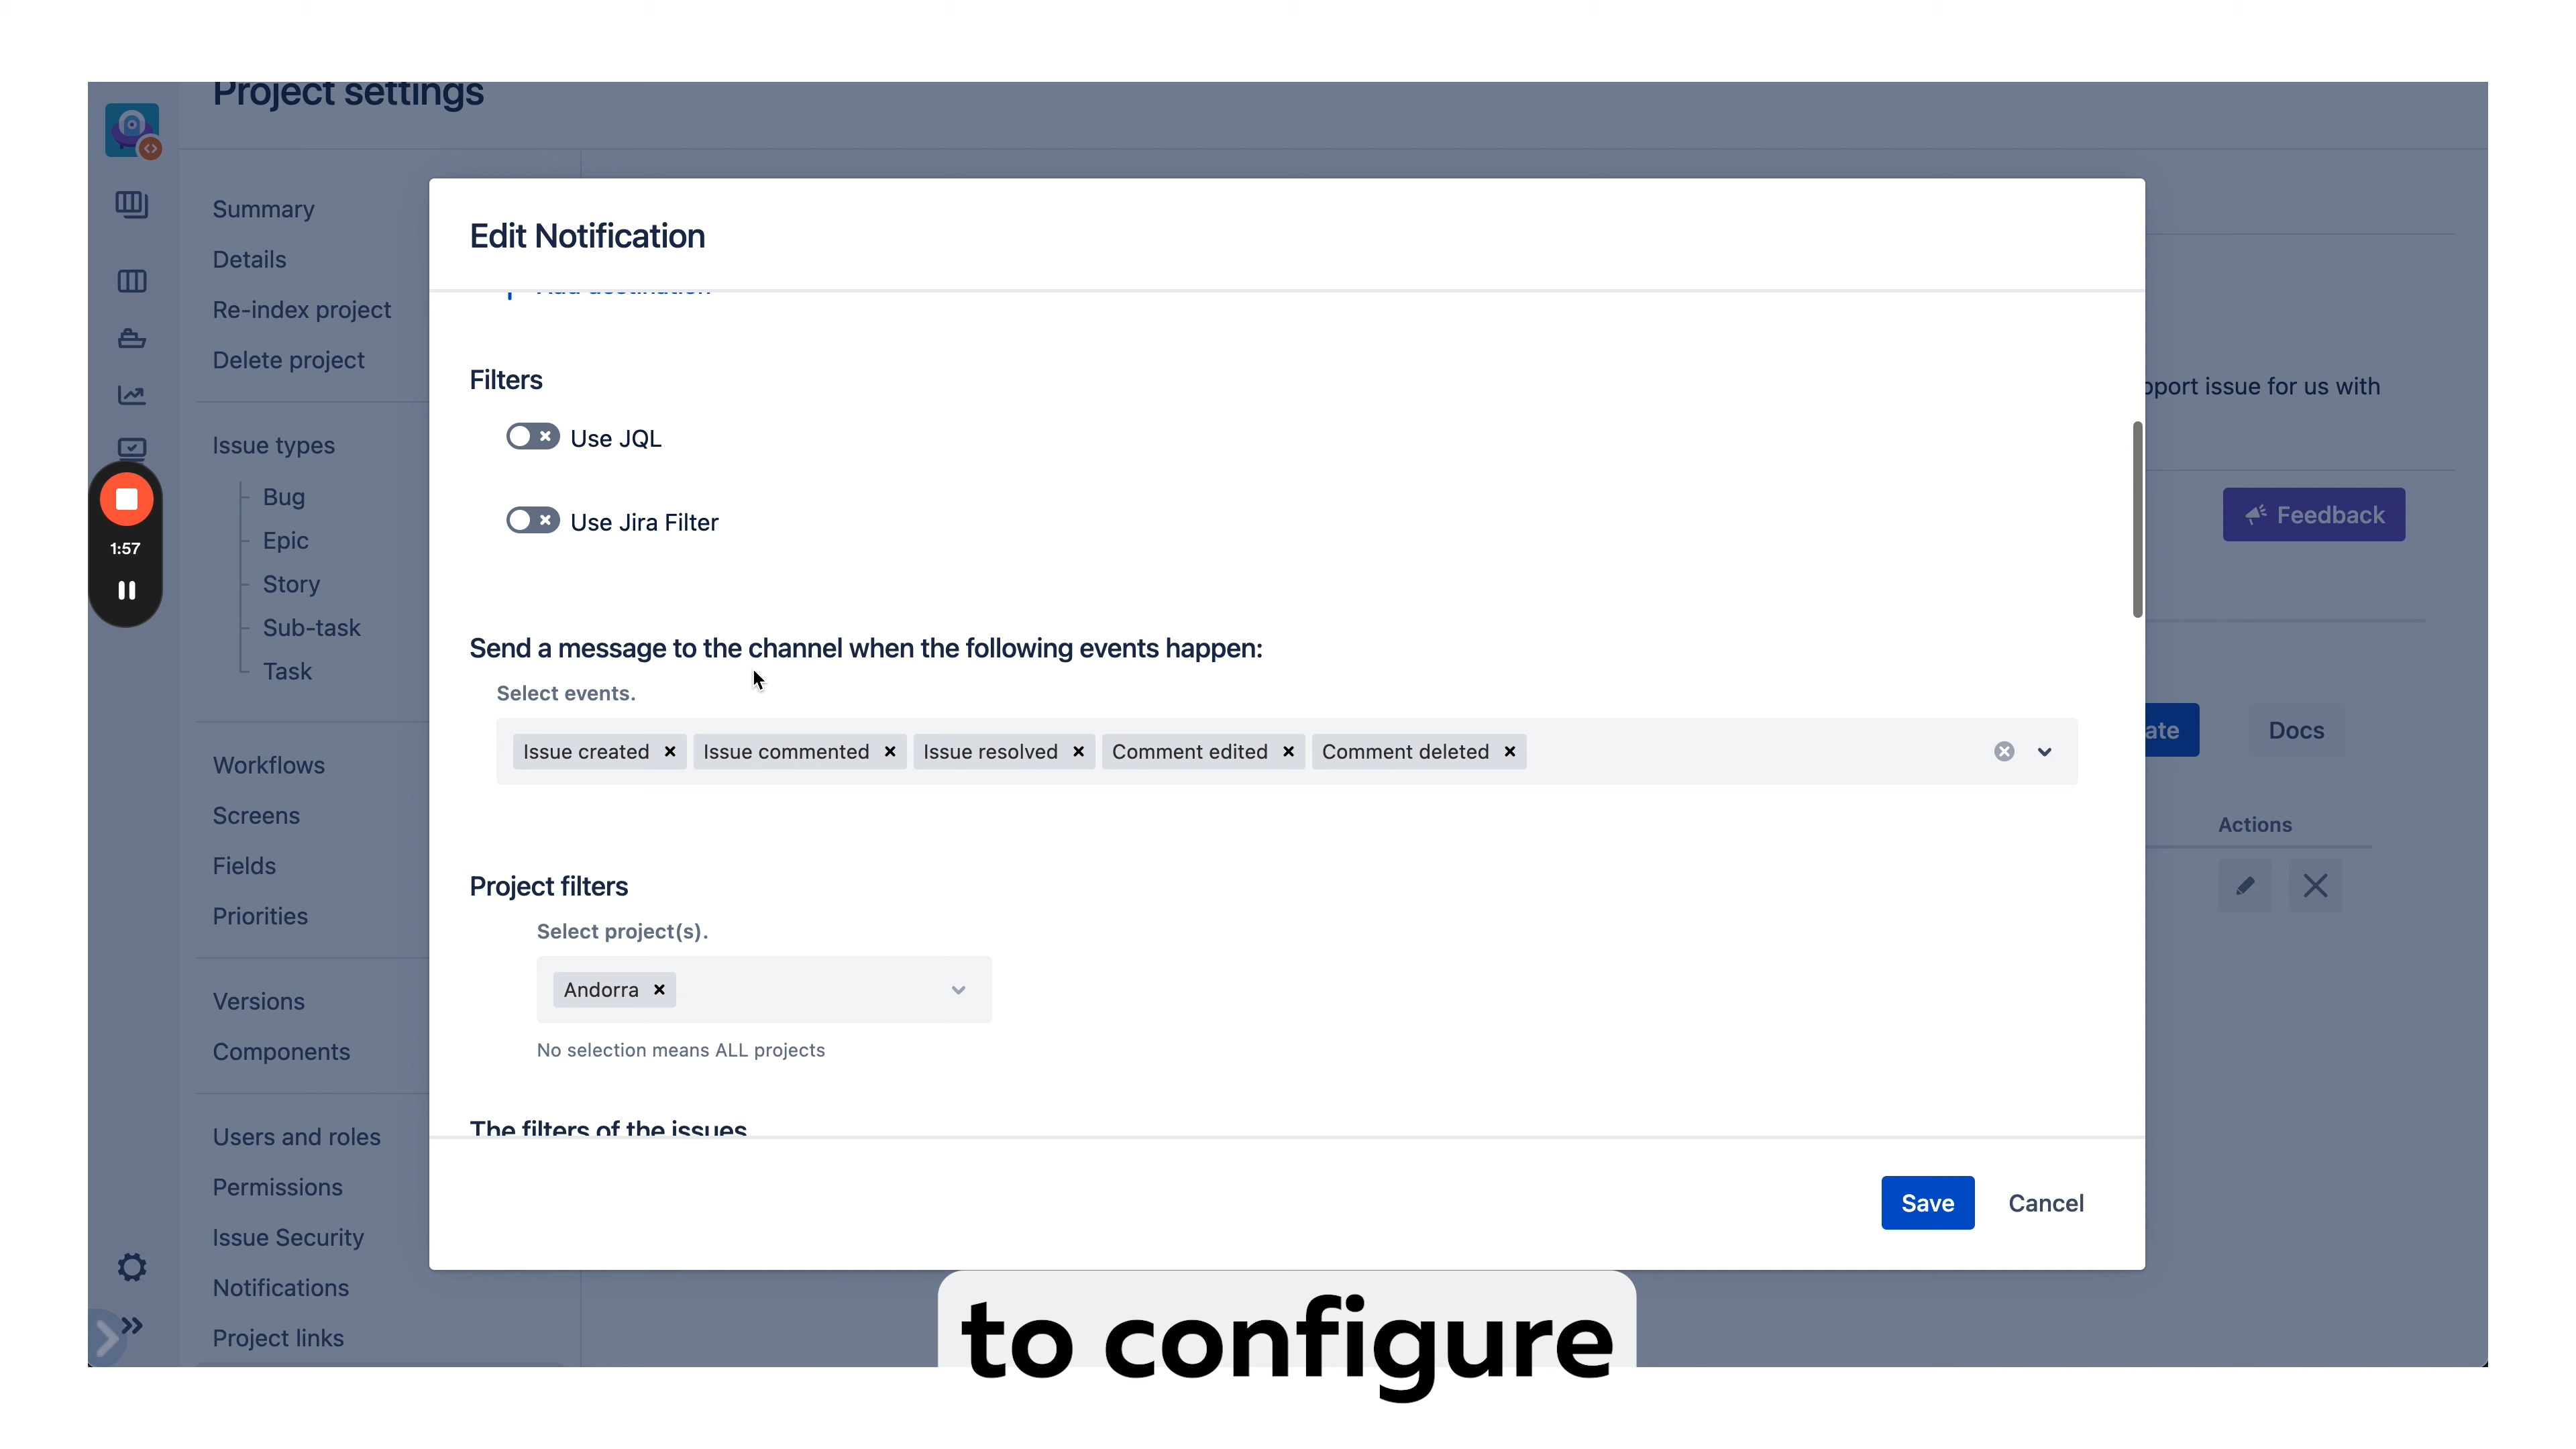 Project settings
Summary
Details
Re-index project
Delete project
Issue types
Bug
Epic
Story
Sub-task
Task
Workflows
Screens
Fields
Priorities
Versions
Components
Users and roles
Permissions
Issue Security
Notifications
Project links
1:57
Edit Notification
Add destination
Filters
Use JQL
Use Jira Filter
Send a message to the channel when the following events happen:
Select events.
Issue created Issue commented Issue resolved Comment edited Comment deleted
Project filters
Select project(s).
Andorra
No selection means ALL projects
The filters of the issues
Save Cancel
pport issue for us with
Feedback
ate Docs
Actions
to configure